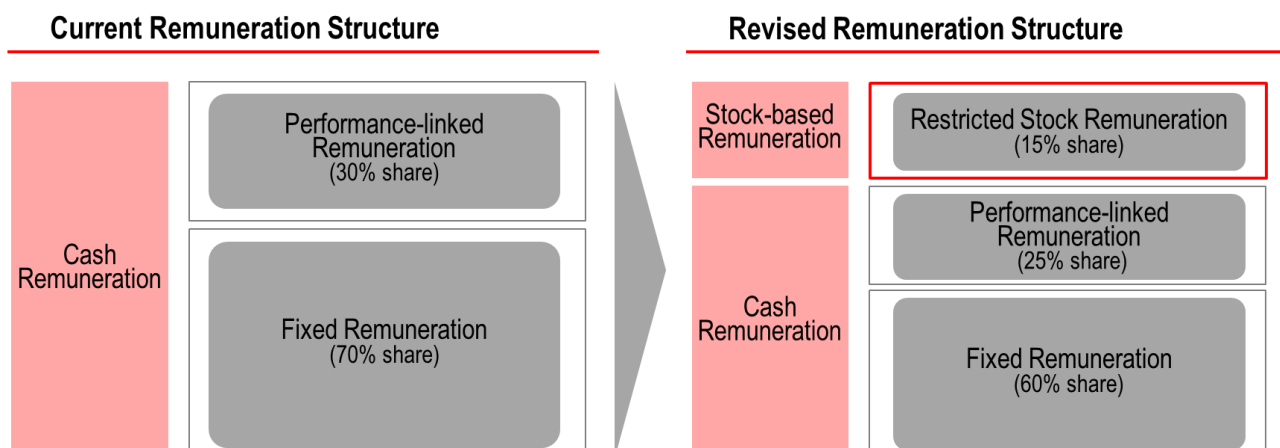 Current Remuneration Structure
Cash
Remuneration
Performance-linked
Remuneration
(30% share)
Fixed Remuneration
(70% share)
Revised Remuneration Structure
Stock-based
Remuneration
Restricted Stock Remuneration
(15% share)
Cash
Remuneration
Performance-linked
Remuneration
(25% share)
Fixed Remuneration
(60% share)